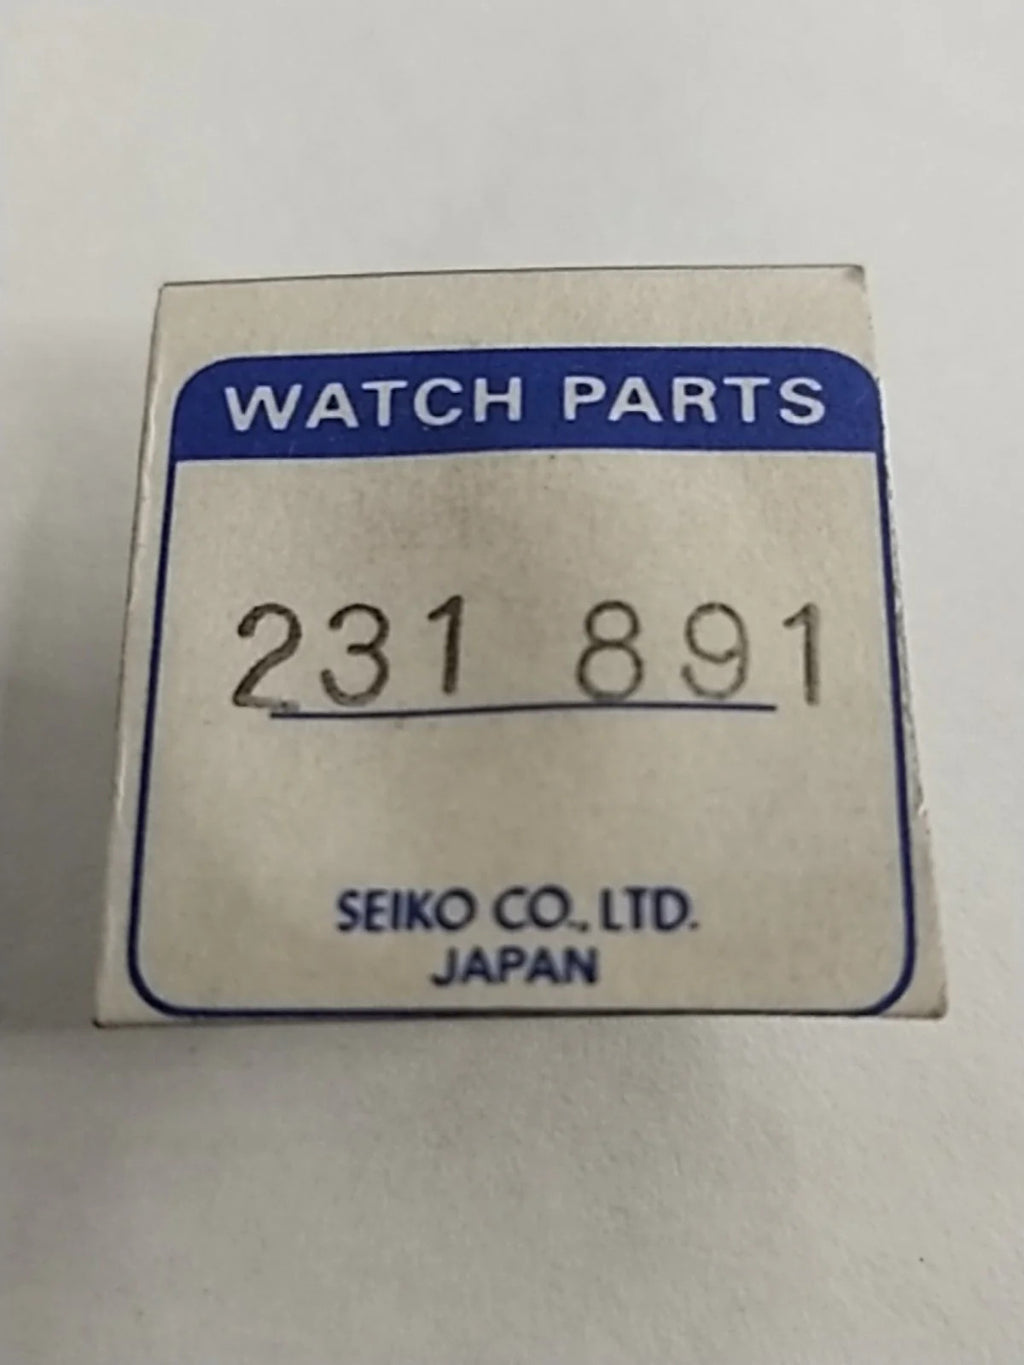 WATCH PARTS
231 891
SEIKO CO., LTD.
JAPAN